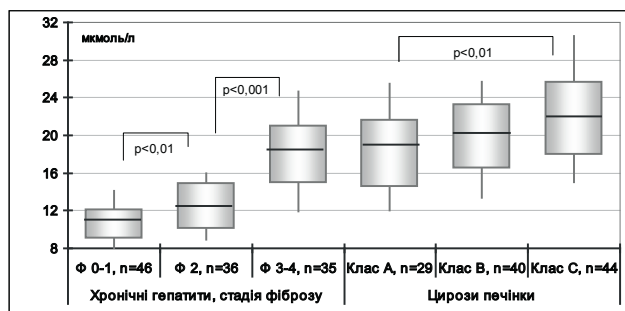 32
мкмоль/л
28
p<0,01
24
p<0,001
20
p<0,01
16
12
8
Ф 0-1, n=46 Ф 2, n=36 Ф 3-4, n=35 Клас А, n=29 Клас В, n=40 Клас С, n=44
Хронічні гепатити, стадія фіброзу Цирози печінки